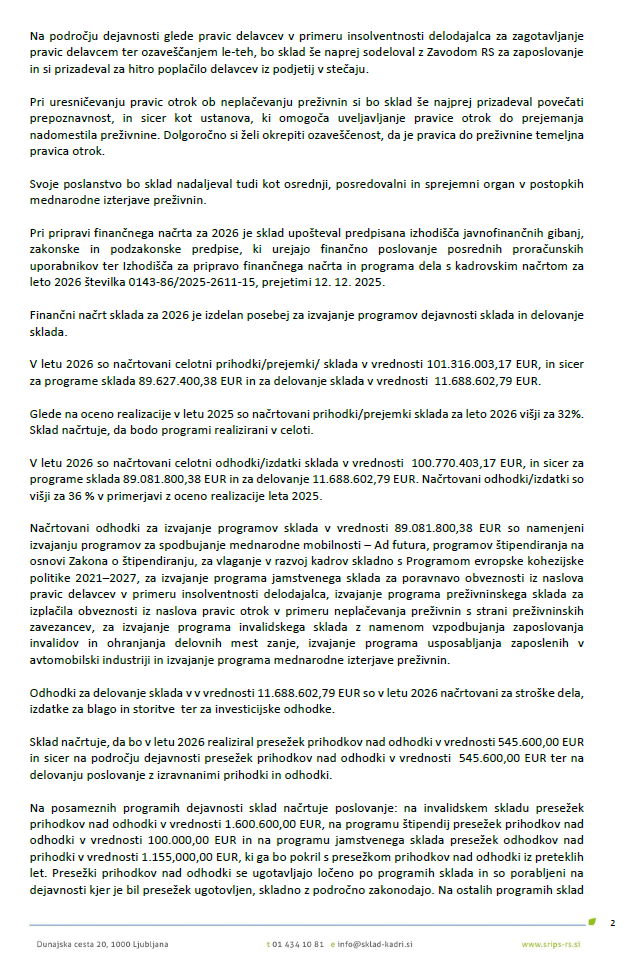 Na področju dejavnosti glede pravic delavcev v primeru insolventnosti delodajalca za zagotavljanje
pravic delavcem ter ozaveščanjem le-teh, bo sklad še naprej sodeloval z Zavodom RS za zaposlovanje
in si prizadeval za hitro poplačilo delavcev iz podjetij v stečaju.
Pri uresničevanju pravic otrok ob neplačevanju preživnin si bo sklad še najprej prizadeval povečati
prepoznavnost, in sicer kot ustanova, ki omogoča uveljavljanje pravice otrok do prejemanja
nadomestila preživnine. Dolgoročno si želi okrepiti ozaveščenost, da je pravica do preživnine temeljna
pravica otrok.
Svoje poslanstvo bo sklad nadaljeval tudi kot osrednji, posredovalni in sprejemni organ v postopkih
mednarodne izterjave preživnin.
Pri pripravi finančnega načrta za 2026 je sklad upošteval predpisana izhodišča javnofinančnih gibanj,
zakonske in podzakonske predpise, ki urejajo finančno poslovanje posrednih proračunskih
uporabnikov ter Izhodišča za pripravo finančnega načrta in programa dela s kadrovskim načrtom za
leto 2026 številka 0143-86/2025-2611-15, prejetimi 12. 12. 2025.
Finančni načrt sklada za 2026 je izdelan posebej za izvajanje programov dejavnosti sklada in delovanje
sklada.
V letu 2026 so načrtovani celotni prihodki/prejemki/ sklada v vrednosti 101.316.003,17 EUR, in sicer
za programe sklada 89.627.400,38 EUR in za delovanje sklada v vrednosti 11.688.602,79 EUR.
Glede na oceno realizacije v letu 2025 so načrtovani prihodki/prejemki sklada za leto 2026 višji za 32%.
Sklad načrtuje, da bodo programi realizirani v celoti.
V letu 2026 so načrtovani celotni odhodki/izdatki sklada v vrednosti 100.770.403,17 EUR, in sicer za
programe sklada 89.081.800,38 EUR in za delovanje 11.688.602,79 EUR. Načrtovani odhodki/izdatki so
višji za 36 % v primerjavi z oceno realizacije leta 2025.
Načrtovani odhodki za izvajanje programov sklada v vrednosti 89.081.800,38 EUR so namenjeni
izvajanju programov za spodbujanje mednarodne mobilnosti – Ad futura, programov štipendiranja na
osnovi Zakona o štipendiranju, za vlaganje v razvoj kadrov skladno s Programom evropske kohezijske
politike 2021–2027, za izvajanje programa jamstvenega sklada za poravnavo obveznosti iz naslova
pravic delavcev v primeru insolventnosti delodajalca, izvajanje programa preživninskega sklada za
izplačila obveznosti iz naslova pravic otrok v primeru neplačevanja preživnin s strani preživninskih
zavezancev, za izvajanje programa invalidskega sklada z namenom vzpodbujanja zaposlovanja
invalidov in ohranjanja delovnih mest zanje, izvajanje programa usposabljanja zaposlenih v
avtomobilski industriji in izvajanje programa mednarodne izterjave preživnin.
Odhodki za delovanje sklada v v vrednosti 11.688.602,79 EUR so v letu 2026 načrtovani za stroške dela,
izdatke za blago in storitve ter za investicijske odhodke.
Sklad načrtuje, da bo v letu 2026 realiziral presežek prihodkov nad odhodki v vrednosti 545.600,00 EUR
in sicer na področju dejavnosti presežek prihodkov nad odhodki v vrednosti 545.600,00 EUR ter na
delovanju poslovanje z izravnanimi prihodki in odhodki.
Na posameznih programih dejavnosti sklad načrtuje poslovanje: na invalidskem skladu presežek
prihodkov nad odhodki v vrednosti 1.600.600,00 EUR, na programu štipendij presežek prihodkov nad
odhodki v vrednosti 100.000,00 EUR in na programu jamstvenega sklada presežek odhodkov nad
prihodki v vrednosti 1.155,000,00 EUR, ki ga bo pokril s presežkom prihodkov nad odhodki iz preteklih
let. Presežki prihodkov nad odhodki se ugotavljajo ločeno po programih sklada in so porabljeni na
dejavnosti kjer je bil presežek ugotovljen, skladno z področno zakonodajo. Na ostalih programih sklad
2
Dunajska cesta 20, 1000 Ljubljana t 01 434 10 81 e info@sklad-kadri.si www.srips-rs.si